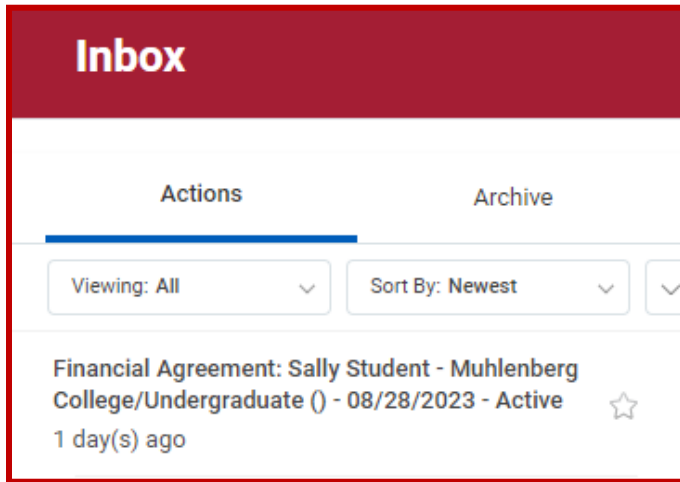 Inbox
Actions
Archive
Viewing: All
Sort By: Newest
Financial Agreement: Sally Student - Muhlenberg
College/Undergraduate () - 08/28/2023 - Active
1 day(s) ago